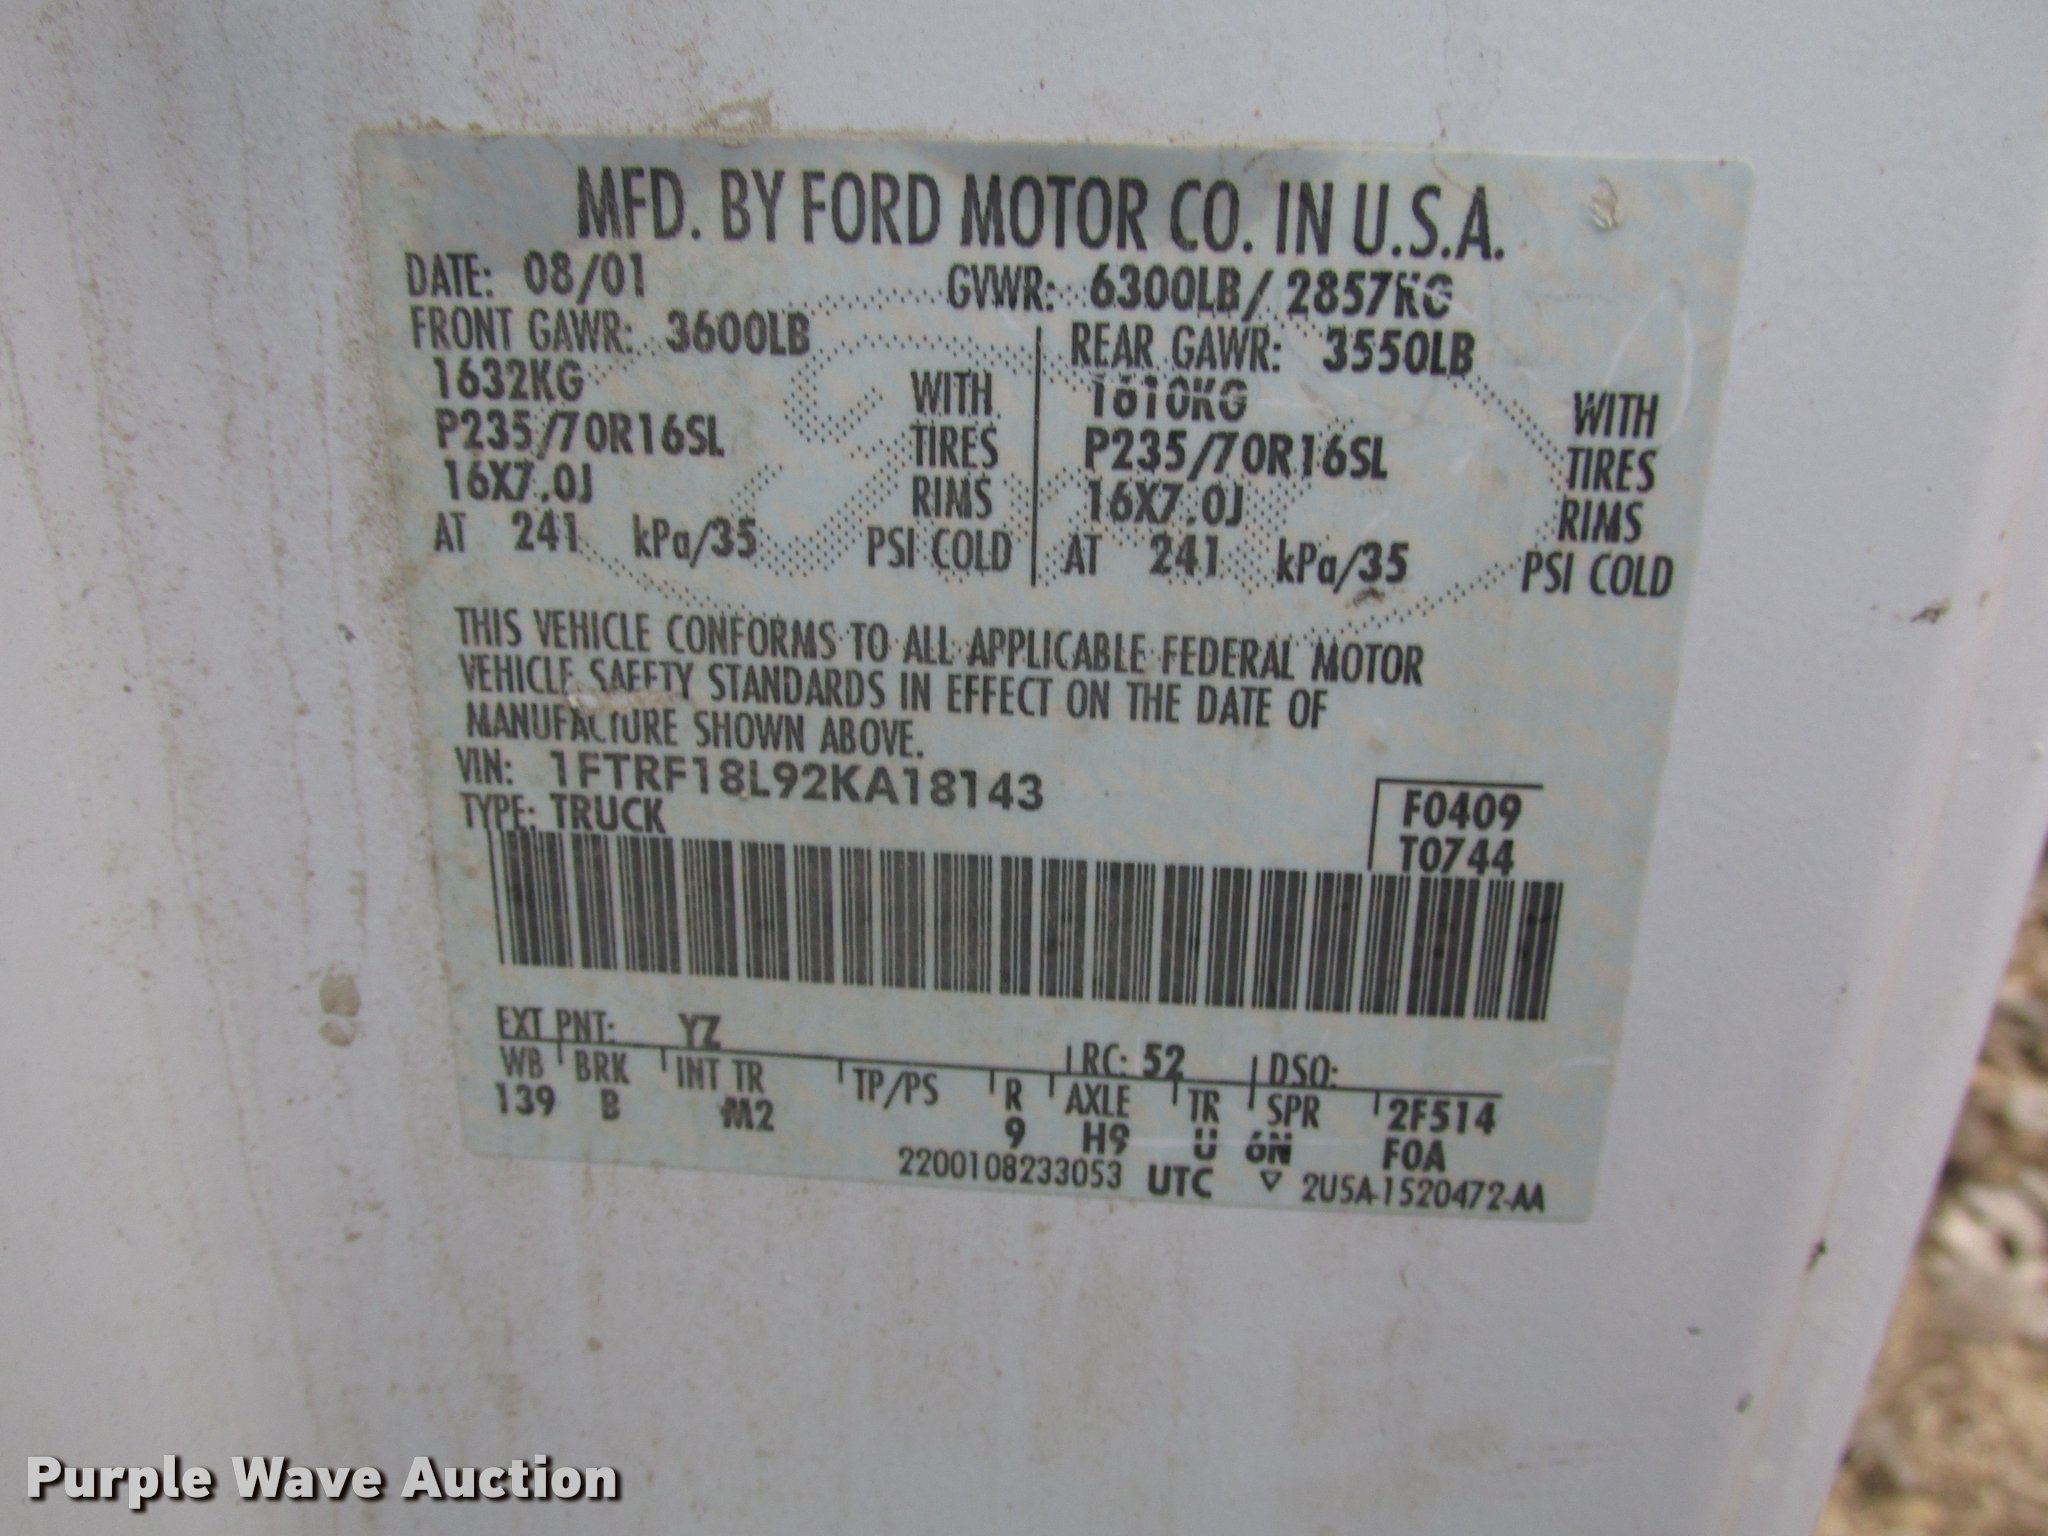 MFD. BY FORD MOTOR CO. IN U.S.A.
DATE: 08/01 GVWR: 6300LB/ 2857KG
FRONT GAWR: 3600LB REAR GAWR: 3550LB
1632KG WITH 1610KG WITH
P235/70R16SL TIRES P235/70R16SL TIRES
16X7.0J RIMS 16X7.0J RIMS
AT 241 kPa/35 PSI COLD AT 241 kPa/35 PSI COLD
THIS VEHICLE CONFORMS TO ALL APPLICABLE FEDERAL MOTOR
VEHICLE SAFETY STANDARDS IN EFFECT ON THE DATE OF
MANUFACTURE SHOWN ABOVE.
VIN: 1FTRF18L92KA18143
TYPE: TRUCK
F0409
T0744
EXT PNT: YZ RC: 52 DSO:
WB BRK INT TR TP/PS R AXLE TR SPR 2F514
139 B M2 9 H9 U 6N F0A
2200108233053 UTC ▽ 2U5A-1520472-AA
Purple Wave Auction